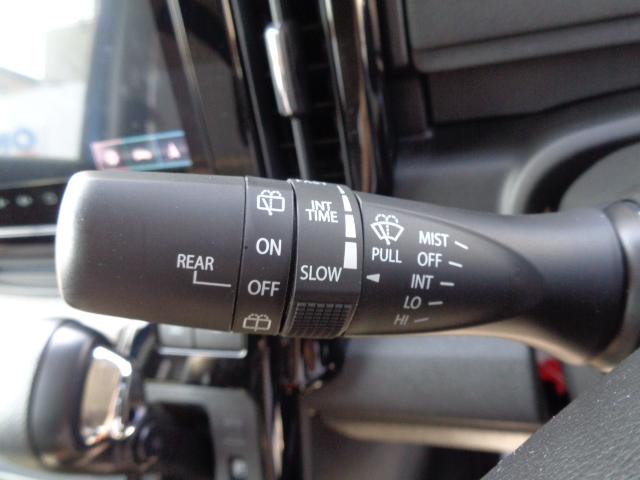 REAR
ON
OFF
INT
TIME
SLOW
PULL
MIST
OFF
INT
LO
HI